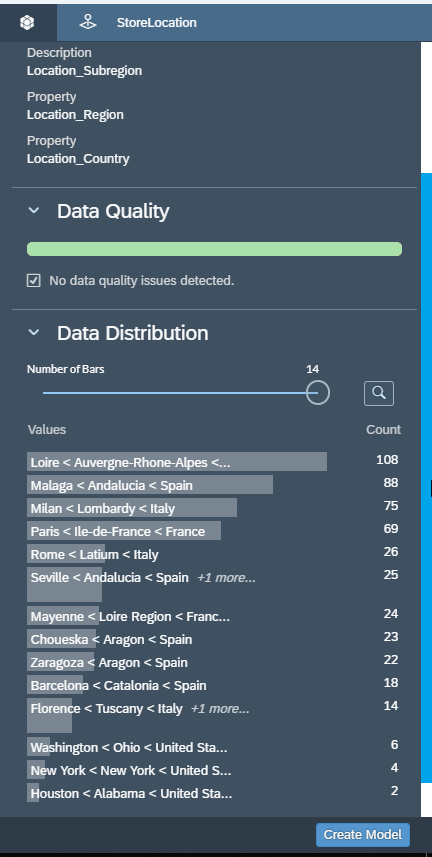 StoreLocation
Description
Location_Subregion
Property
Location_Region
Property
Location_Country
Data Quality
No data quality issues detected.
Data Distribution
Number of Bars 14
Values Count
Loire < Auvergne-Rhone-Alpes <... 108
Malaga < Andalucia < Spain 88
Milan < Lombardy < Italy 75
Paris < Ile-de-France < France 69
Rome < Latium < Italy 26
Seville < Andalucia < Spain +1 more... 25
Mayenne < Loire Region < Franc... 24
Choueska < Aragon < Spain 23
Zaragoza < Aragon < Spain 22
Barcelona < Catalonia < Spain 18
Florence < Tuscany < Italy +1 more... 14
Washington < Ohio < United Sta... 6
New York < New York < United S... 4
Houston < Alabama < United Sta... 2
Create Model